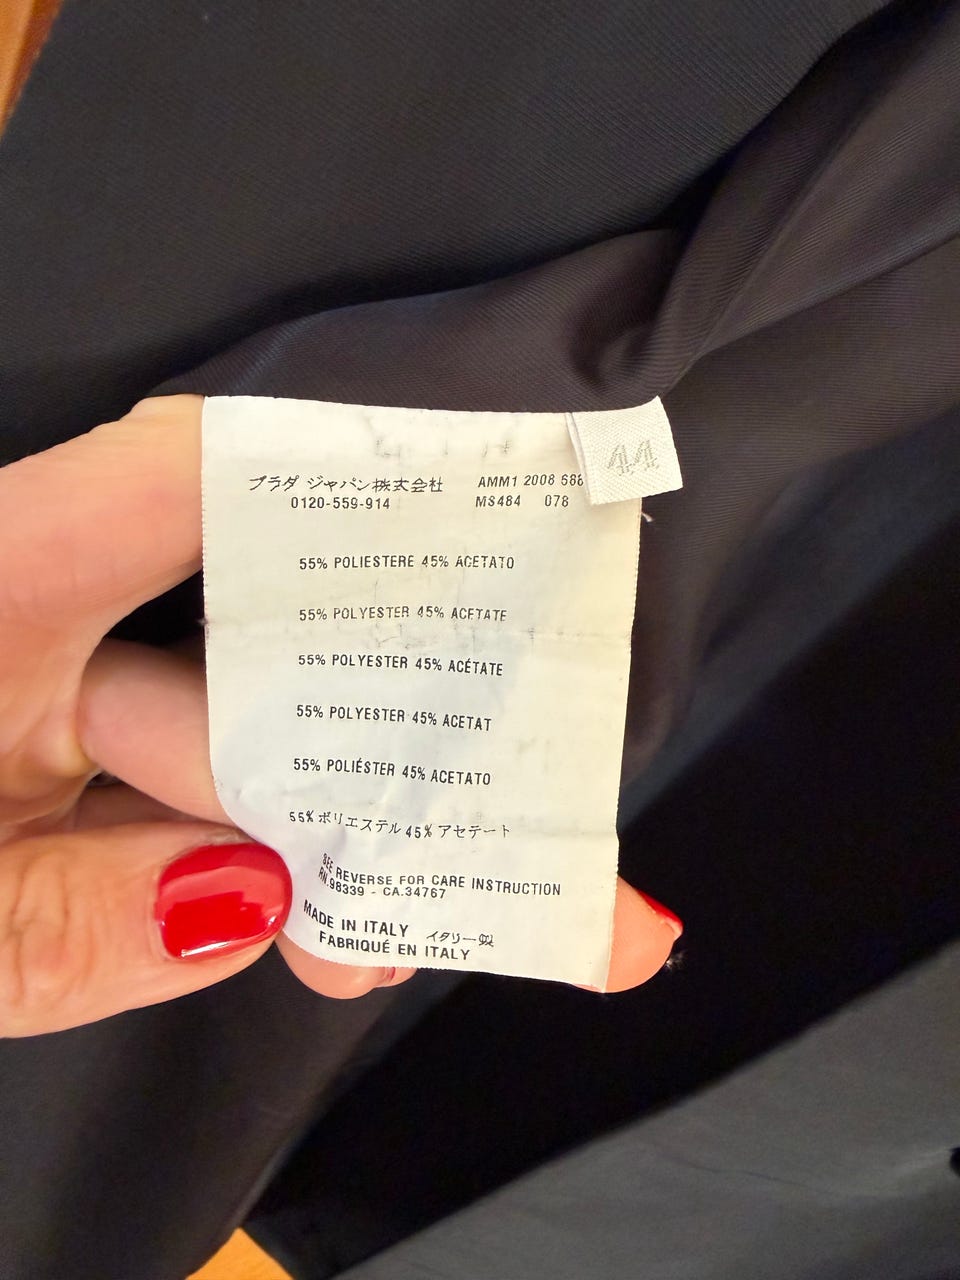 プラダ ジャパン株式会社
0120-559-914
AMM1 2008 688
MS484 078
44
55% POLIESTERE 45% ACETATO
55% POLYESTER 45% ACETATE
55% POLYESTER 45% ACÉTATE
55% POLYESTER 45% ACETAT
55% POLIÉSTER 45% ACETATO
55% ポリエステル 45% アセテート
SEE REVERSE FOR CARE INSTRUCTION
RN.98339 - CA.34767
MADE IN ITALY イタリー製
FABRIQUÉ EN ITALY